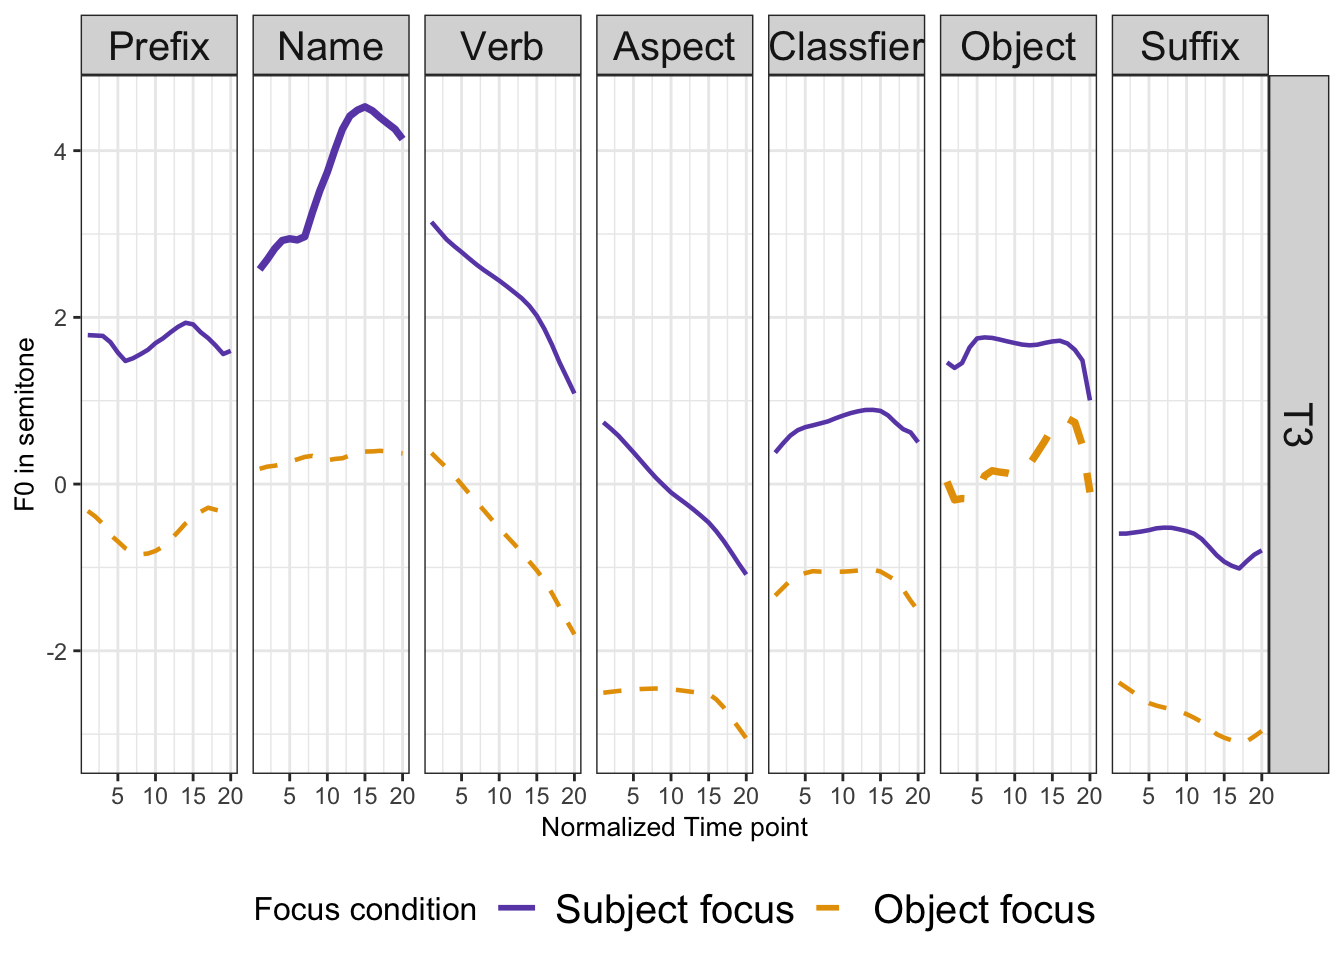 Prefix Name Verb Aspect Classfier Object Suffix
T3
F0 in semitone
4
2
0
-2
5 10 15 20 5 10 15 20 5 10 15 20 5 10 15 20 5 10 15 20 5 10 15 20 5 10 15 20
Normalized Time point
Focus condition Subject focus Object focus